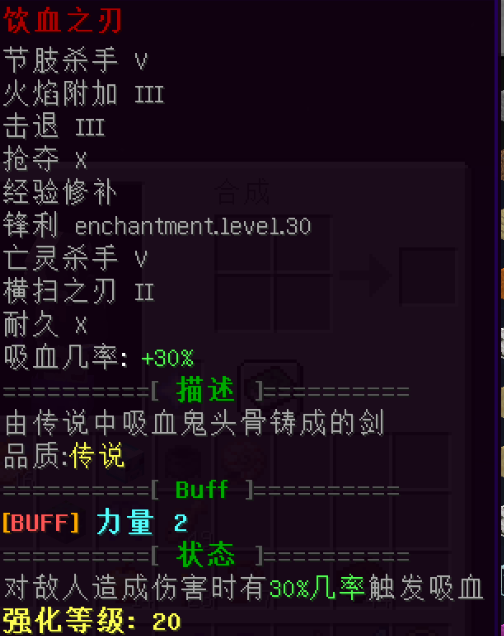 饮血之刃
节肢杀手 V
火焰附加 III
击退 III
抢夺 X
经验修补
合成
锋利 enchantment.level.30
亡灵杀手 V
横扫之刃 II
耐久 X
吸血几率: +30%
==========[ 描述 ]==========
由传说中吸血鬼头骨铸成的剑
品质:传说
==========[ Buff ]==========
[BUFF] 力量 2
==========[ 状态 ]==========
对敌人造成伤害时有30%几率触发吸血
强化等级: 20